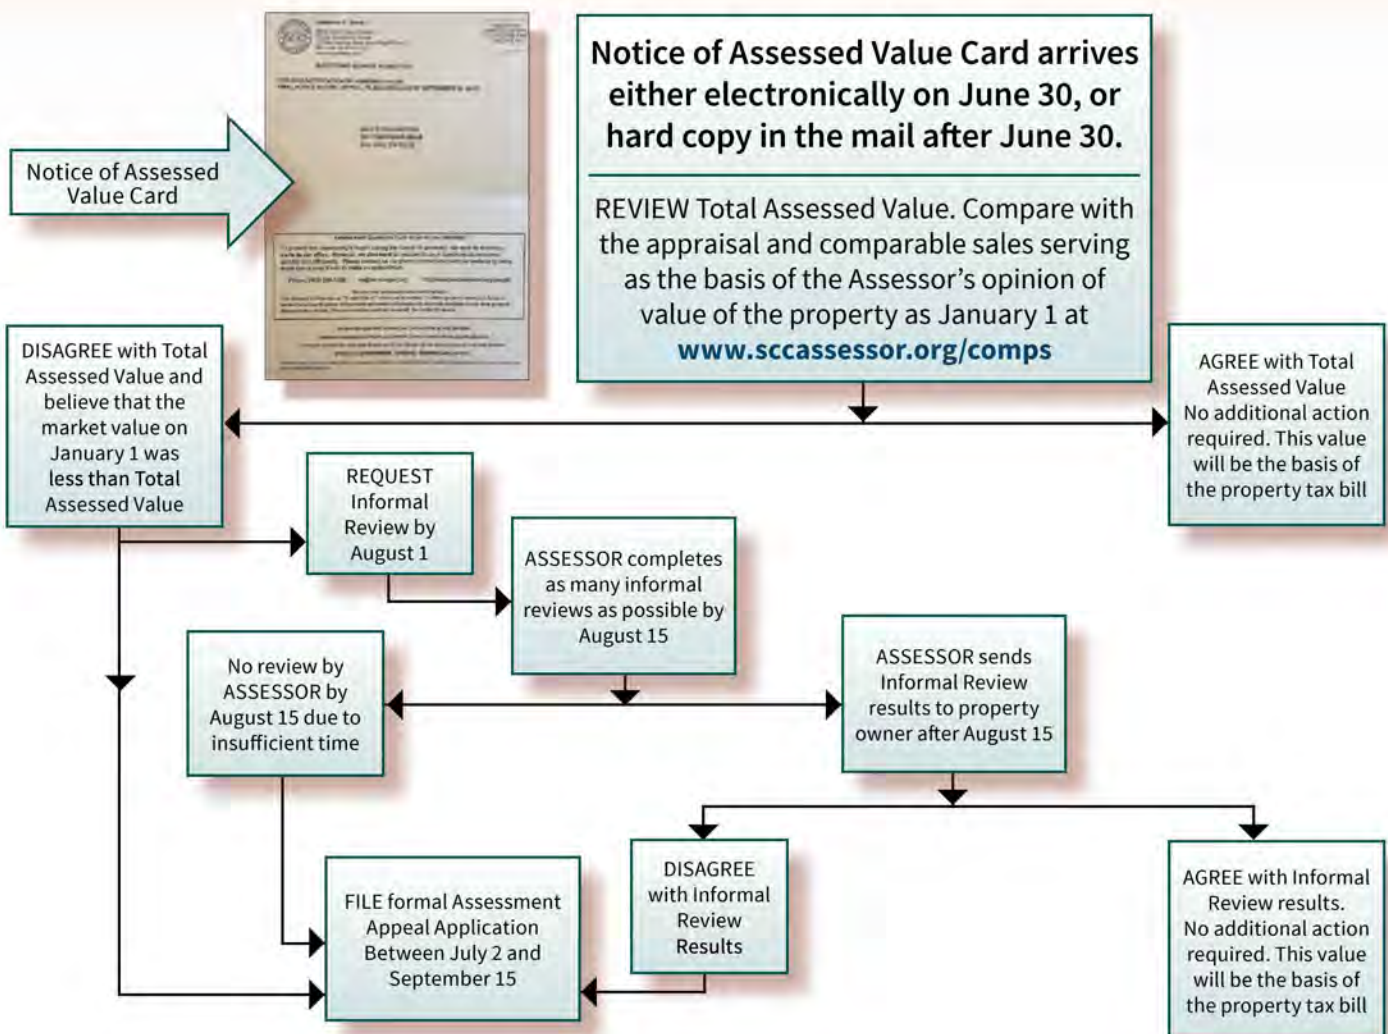 Notice of Assessed
Value Card
Notice of Assessed Value Card arrives
either electronically on June 30, or
hard copy in the mail after June 30.
REVIEW Total Assessed Value. Compare with
the appraisal and comparable sales serving
as the basis of the Assessor’s opinion of
value of the property as January 1 at
www.sccassessor.org/comps
DISAGREE with Total
Assessed Value and
believe that the
market value on
January 1 was
less than Total
Assessed Value
AGREE with Total
Assessed Value
No additional action
required. This value
will be the basis of
the property tax bill
REQUEST
Informal
Review by
August 1
ASSESSOR completes
as many informal
reviews as possible by
August 15
No review by
ASSESSOR by
August 15 due to
insufficient time
ASSESSOR sends
Informal Review
results to property
owner after August 15
FILE formal Assessment
Appeal Application
Between July 2 and
September 15
DISAGREE
with Informal
Review
Results
AGREE with Informal
Review results.
No additional action
required. This value
will be the basis of
the property tax bill